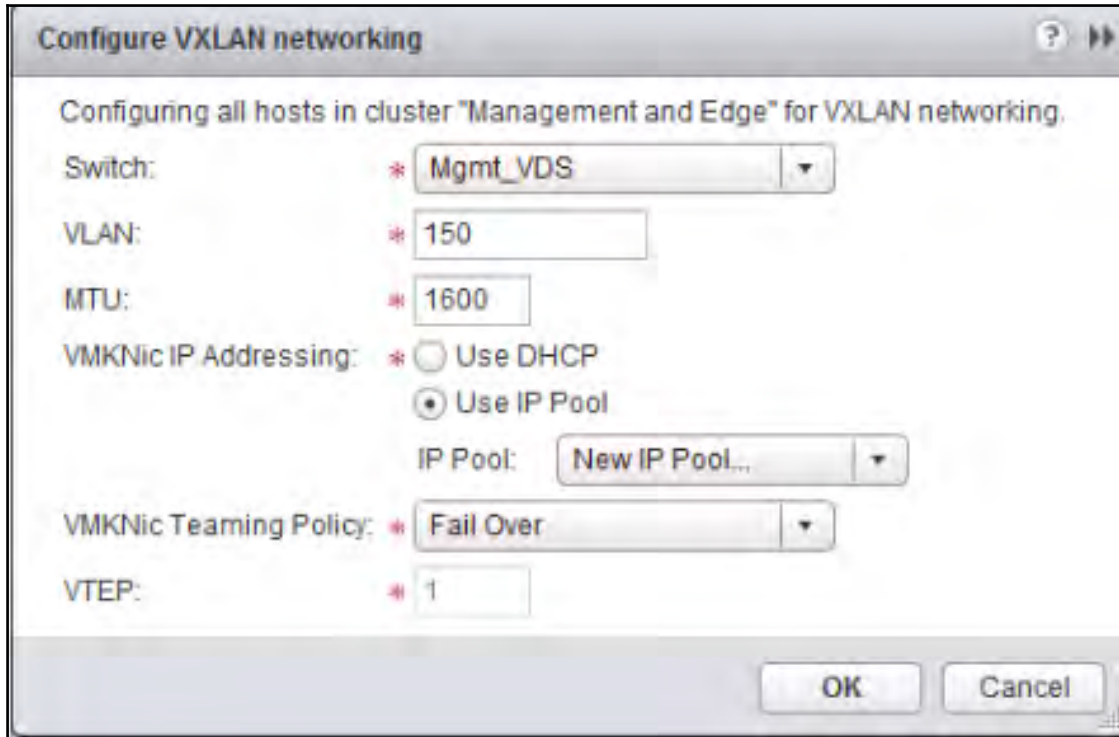 Configure VXLAN networking ?
Configuring all hosts in cluster "Management and Edge" for VXLAN networking.
Switch: * Mgmt_VDS
VLAN: * 150
MTU: * 1600
VMKNic IP Addressing: * Use DHCP
Use IP Pool
IP Pool: New IP Pool...
VMKNic Teaming Policy: * Fail Over
VTEP: * 1
OK Cancel